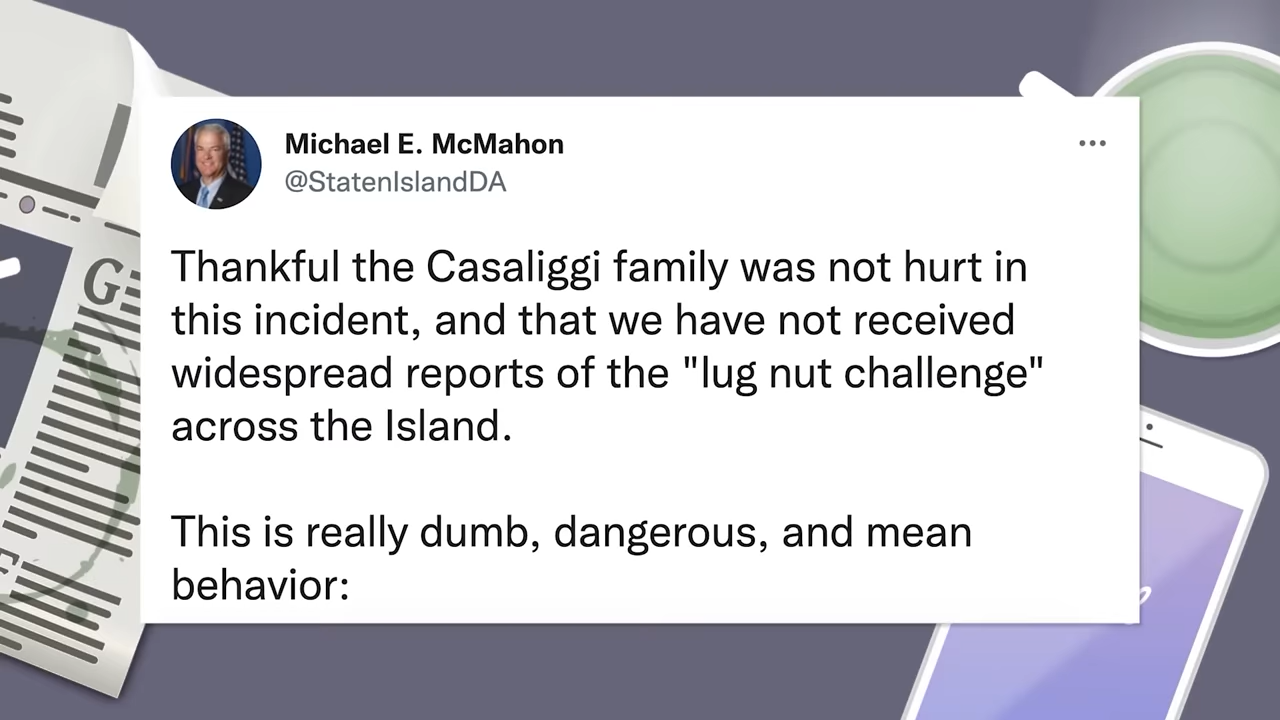 Michael E. McMahon
@StatenIslandDA
Thankful the Casaliggi family was not hurt in
this incident, and that we have not received
widespread reports of the "lug nut challenge"
across the Island.
This is really dumb, dangerous, and mean
behavior:
G